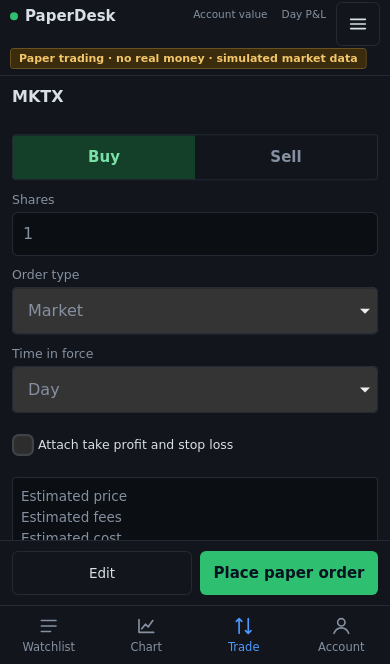 PaperDesk
Account value Day P&L
Paper trading · no real money · simulated market data
MKTX
Buy Sell
Shares
1
Order type
Market
Time in force
Day
Attach take profit and stop loss
Estimated price
Estimated fees
Estimated cost
Edit Place paper order
Watchlist Chart Trade Account